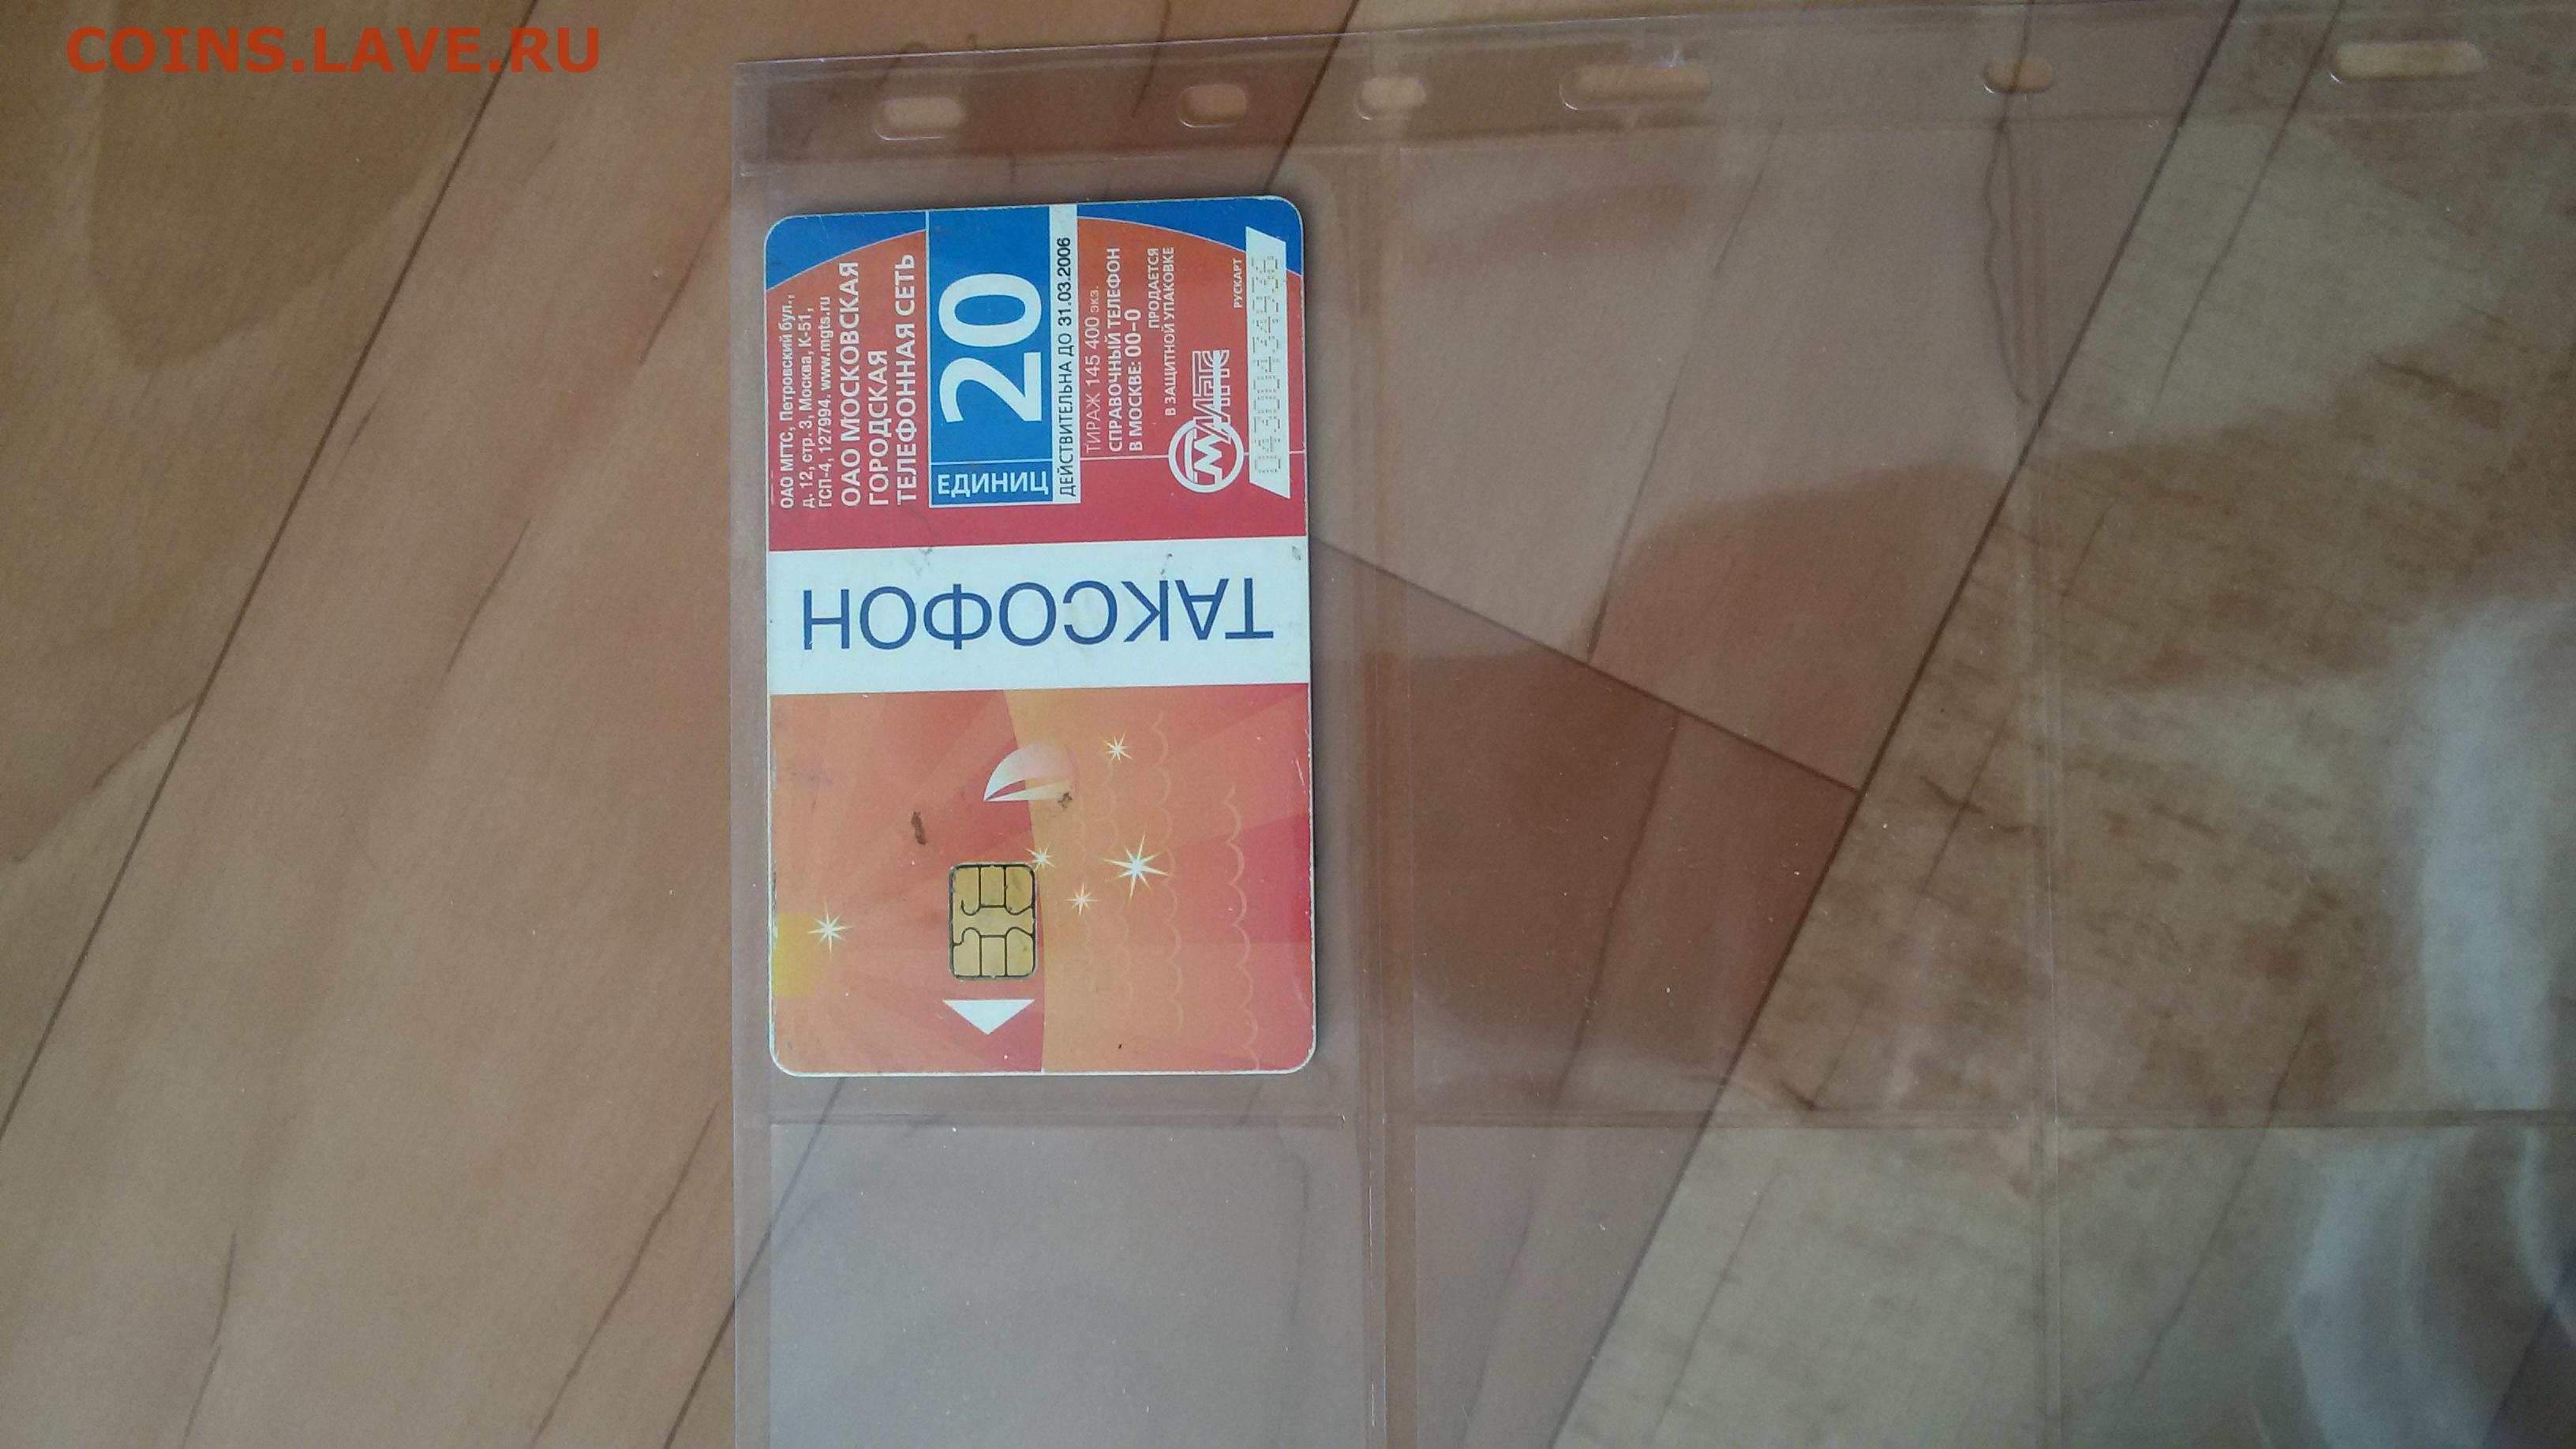 COINS.LAVE.RU
ОАО МГТС, Петровский бул.,
д. 12, стр. 3, Москва, К-51,
ГСП-4, 127994. www.mgts.ru
ОАО МОСКОВСКАЯ
ГОРОДСКАЯ
ТЕЛЕФОННАЯ СЕТЬ
ЕДИНИЦ 20
ДЕЙСТВИТЕЛЬНА ДО 31.03.2006
ТИРАЖ 145 400 экз.
СПРАВОЧНЫЙ ТЕЛЕФОН
В МОСКВЕ: 00-0
ПРОДАЕТСЯ
В ЗАЩИТНОЙ УПАКОВКЕ
МГТС
РУСКАРТ
04300434936
ТАКСОФОН